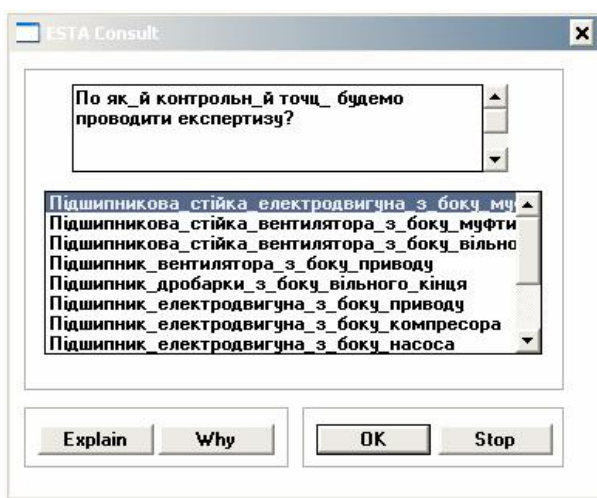 ESTA Consult
По як_й контрольн_й точц_ будемо
проводити експертизу?
Підшипникова_стійка_електродвигуна_з_боку_му
Підшипникова_стійка_вентилятора_з_боку_муфти
Підшипникова_стійка_вентилятора_з_боку_вільно
Підшипник_вентилятора_з_боку_приводу
Підшипник_дробарки_з_боку_вільного_кінця
Підшипник_електродвигуна_з_боку_приводу
Підшипник_електродвигуна_з_боку_компресора
Підшипник_електродвигуна_з_боку_насоса
Explain Why OK Stop